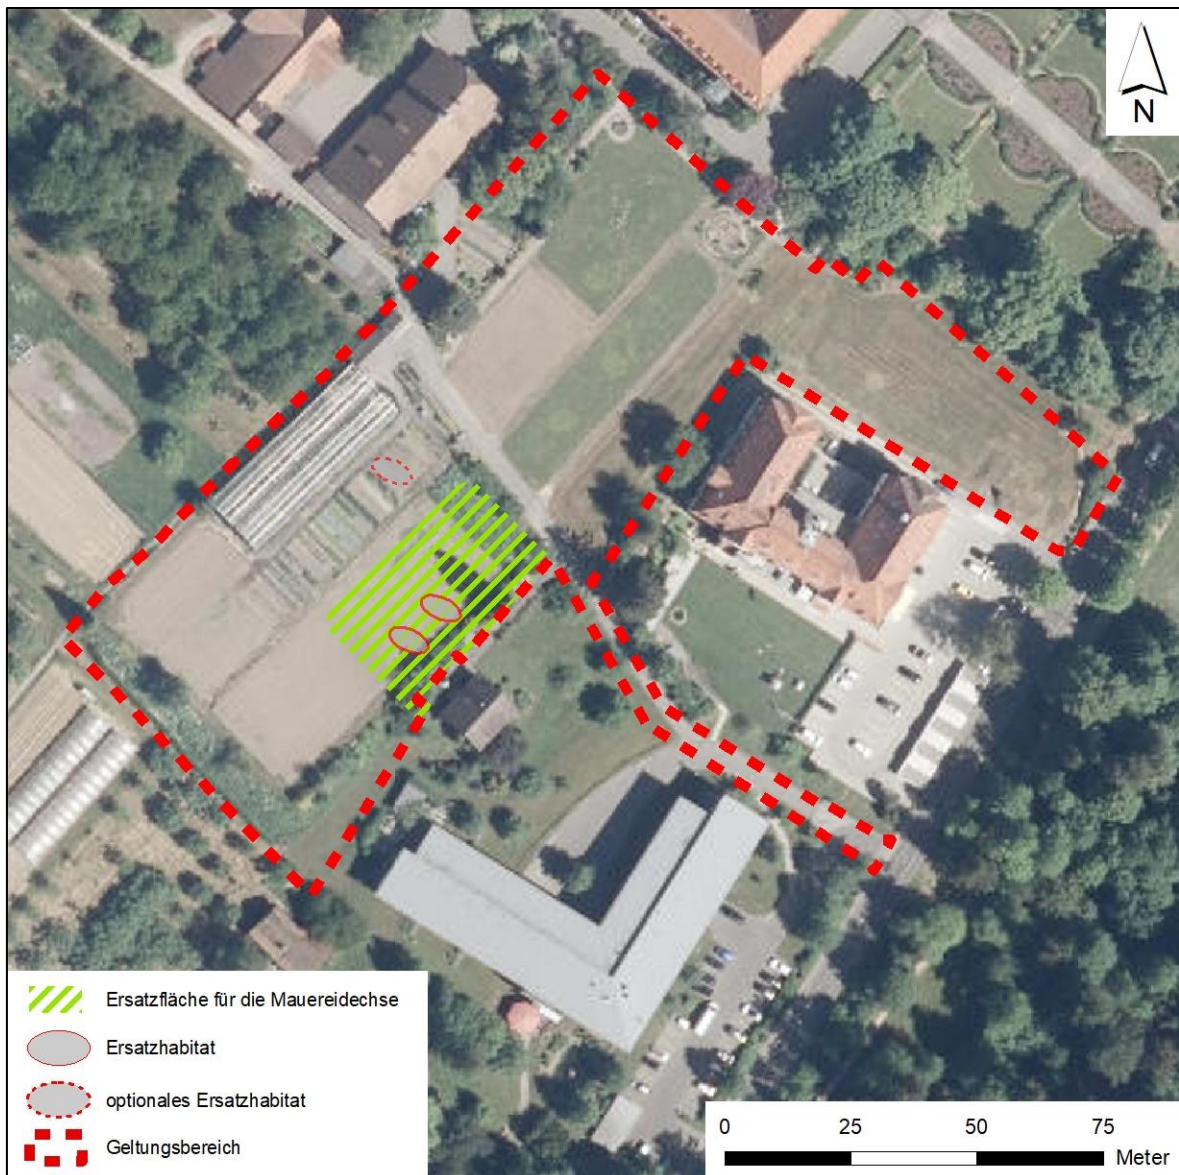 N
Ersatzfläche für die Mauereidechse
Ersatzhabitat
optionales Ersatzhabitat
Geltungsbereich
0 25 50 75
Meter